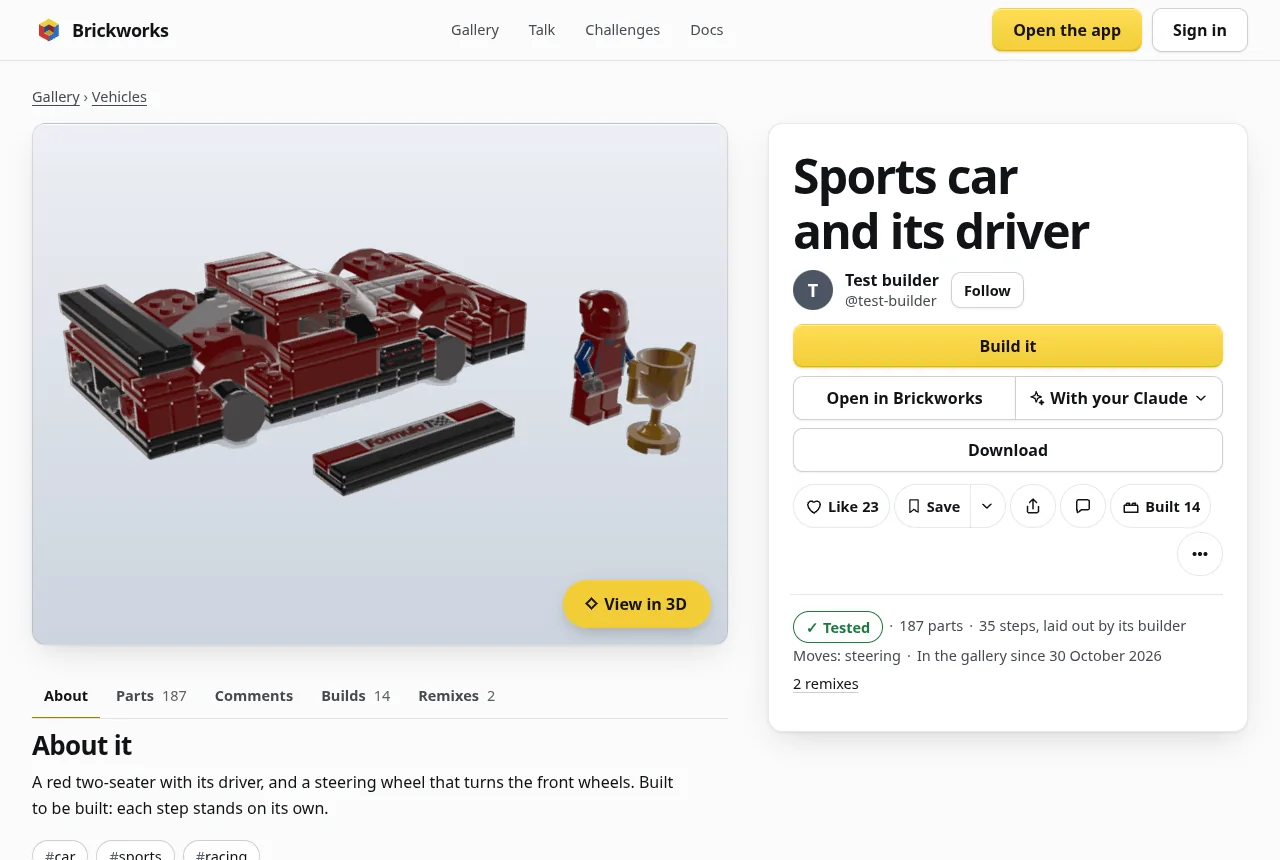 Brickworks
Gallery
Talk
Challenges
Docs
Open the app
Sign in
Gallery › Vehicles
Formula 1
View in 3D
Sports car
and its driver
T
Test builder
@test-builder
Follow
Build it
Open in Brickworks
With your Claude
Download
Like 23
Save
Built 14
✓ Tested · 187 parts · 35 steps, laid out by its builder
Moves: steering · In the gallery since 30 October 2026
2 remixes
About
Parts 187
Comments
Builds 14
Remixes 2
About it
A red two-seater with its driver, and a steering wheel that turns the front wheels. Built
to be built: each step stands on its own.
#car
#sports
#racing